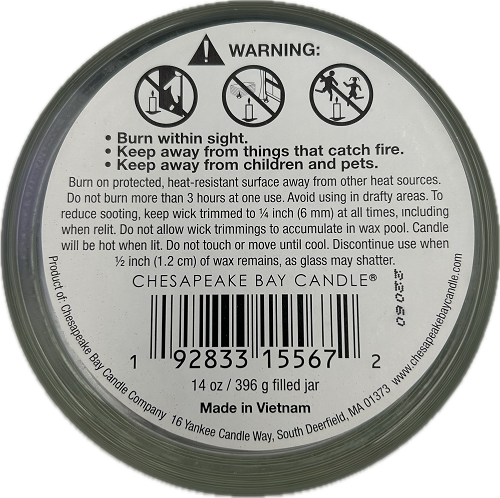 WARNING:
• Burn within sight.
• Keep away from things that catch fire.
• Keep away from children and pets.
Burn on protected, heat-resistant surface away from other heat sources.
Do not burn more than 3 hours at one use. Avoid using in drafty areas. To
reduce sooting, keep wick trimmed to ¼ inch (6 mm) at all times, including
when relit. Do not allow wick trimmings to accumulate in wax pool. Candle
will be hot when lit. Do not touch or move until cool. Discontinue use when
½ inch (1.2 cm) of wax remains, as glass may shatter.
CHESAPEAKE BAY CANDLE®
1 92833 15567 2
14 oz / 396 g filled jar
Made in Vietnam
Product of: Chesapeake Bay Candle Company 16 Yankee Candle Way, South Deerfield, MA 01373 www.chesapeakebaycandle.com